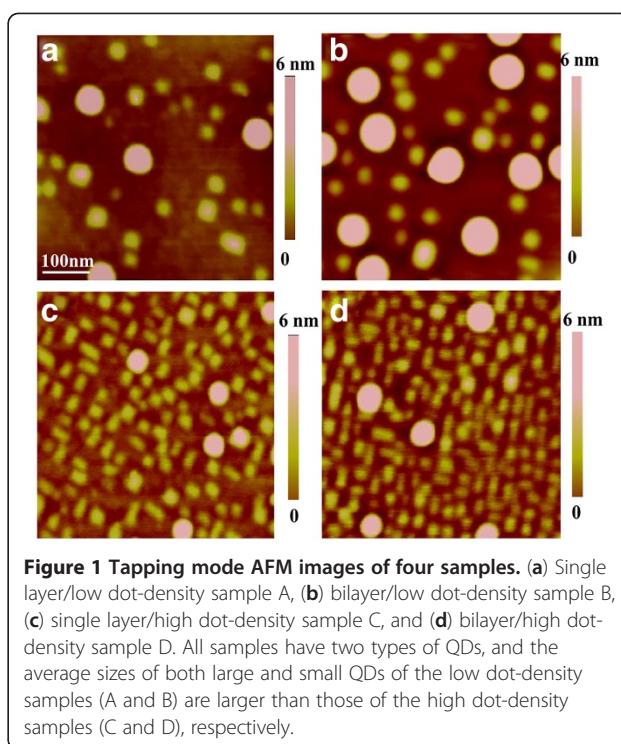 a
6 nm
0
100nm
b
6 nm
0
c
6 nm
0
d
6 nm
0
Figure 1 Tapping mode AFM images of four samples. (a) Single
layer/low dot-density sample A, (b) bilayer/low dot-density sample B,
(c) single layer/high dot-density sample C, and (d) bilayer/high dot-
density sample D. All samples have two types of QDs, and the
average sizes of both large and small QDs of the low dot-density
samples (A and B) are larger than those of the high dot-density
samples (C and D), respectively.